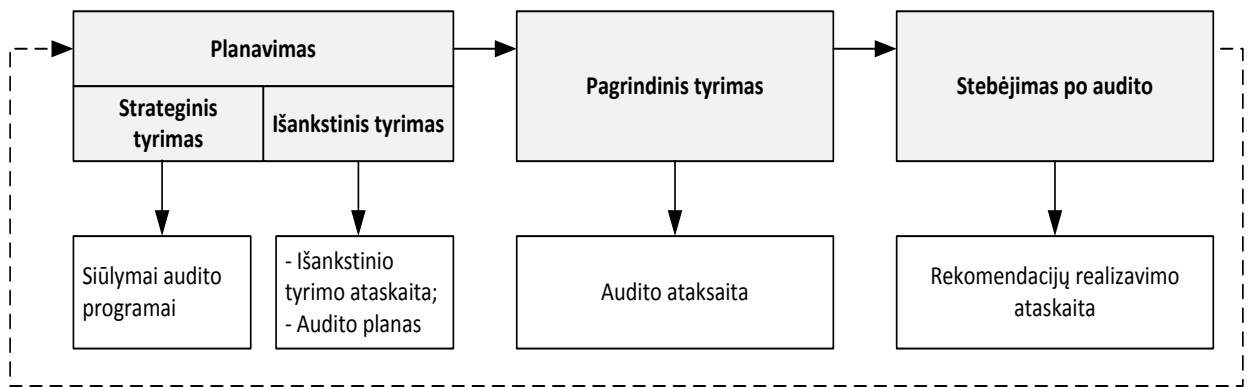 Planavimas
Strateginis
tyrimas
Išankstinis tyrimas
Pagrindinis tyrimas
Stebėjimas po audito
Siūlymai audito
programai
- Išankstinio
tyrimo ataskaita;
- Audito planas
Audito ataksaita
Rekomendacijų realizavimo
ataskaita